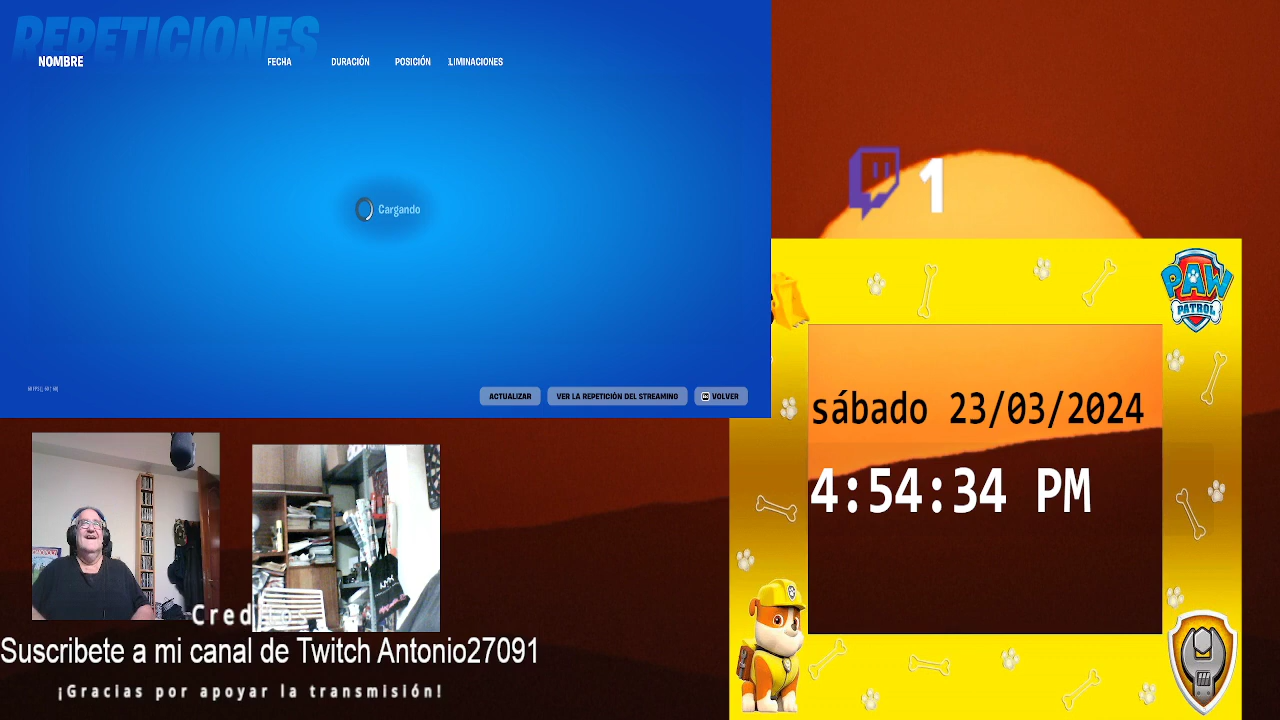 REPETICIONES
NOMBRE FECHA DURACIÓN POSICIÓN LIMINACIONES
Cargando
ACTUALIZAR VER LA REPETICIÓN DEL STREAMING VOLVER
1
PAW
PATROL
sábado 23/03/2024
4:54:34 PM
Creditos
Suscribete a mi canal de Twitch Antonio27091
¡Gracias por apoyar la transmisión!